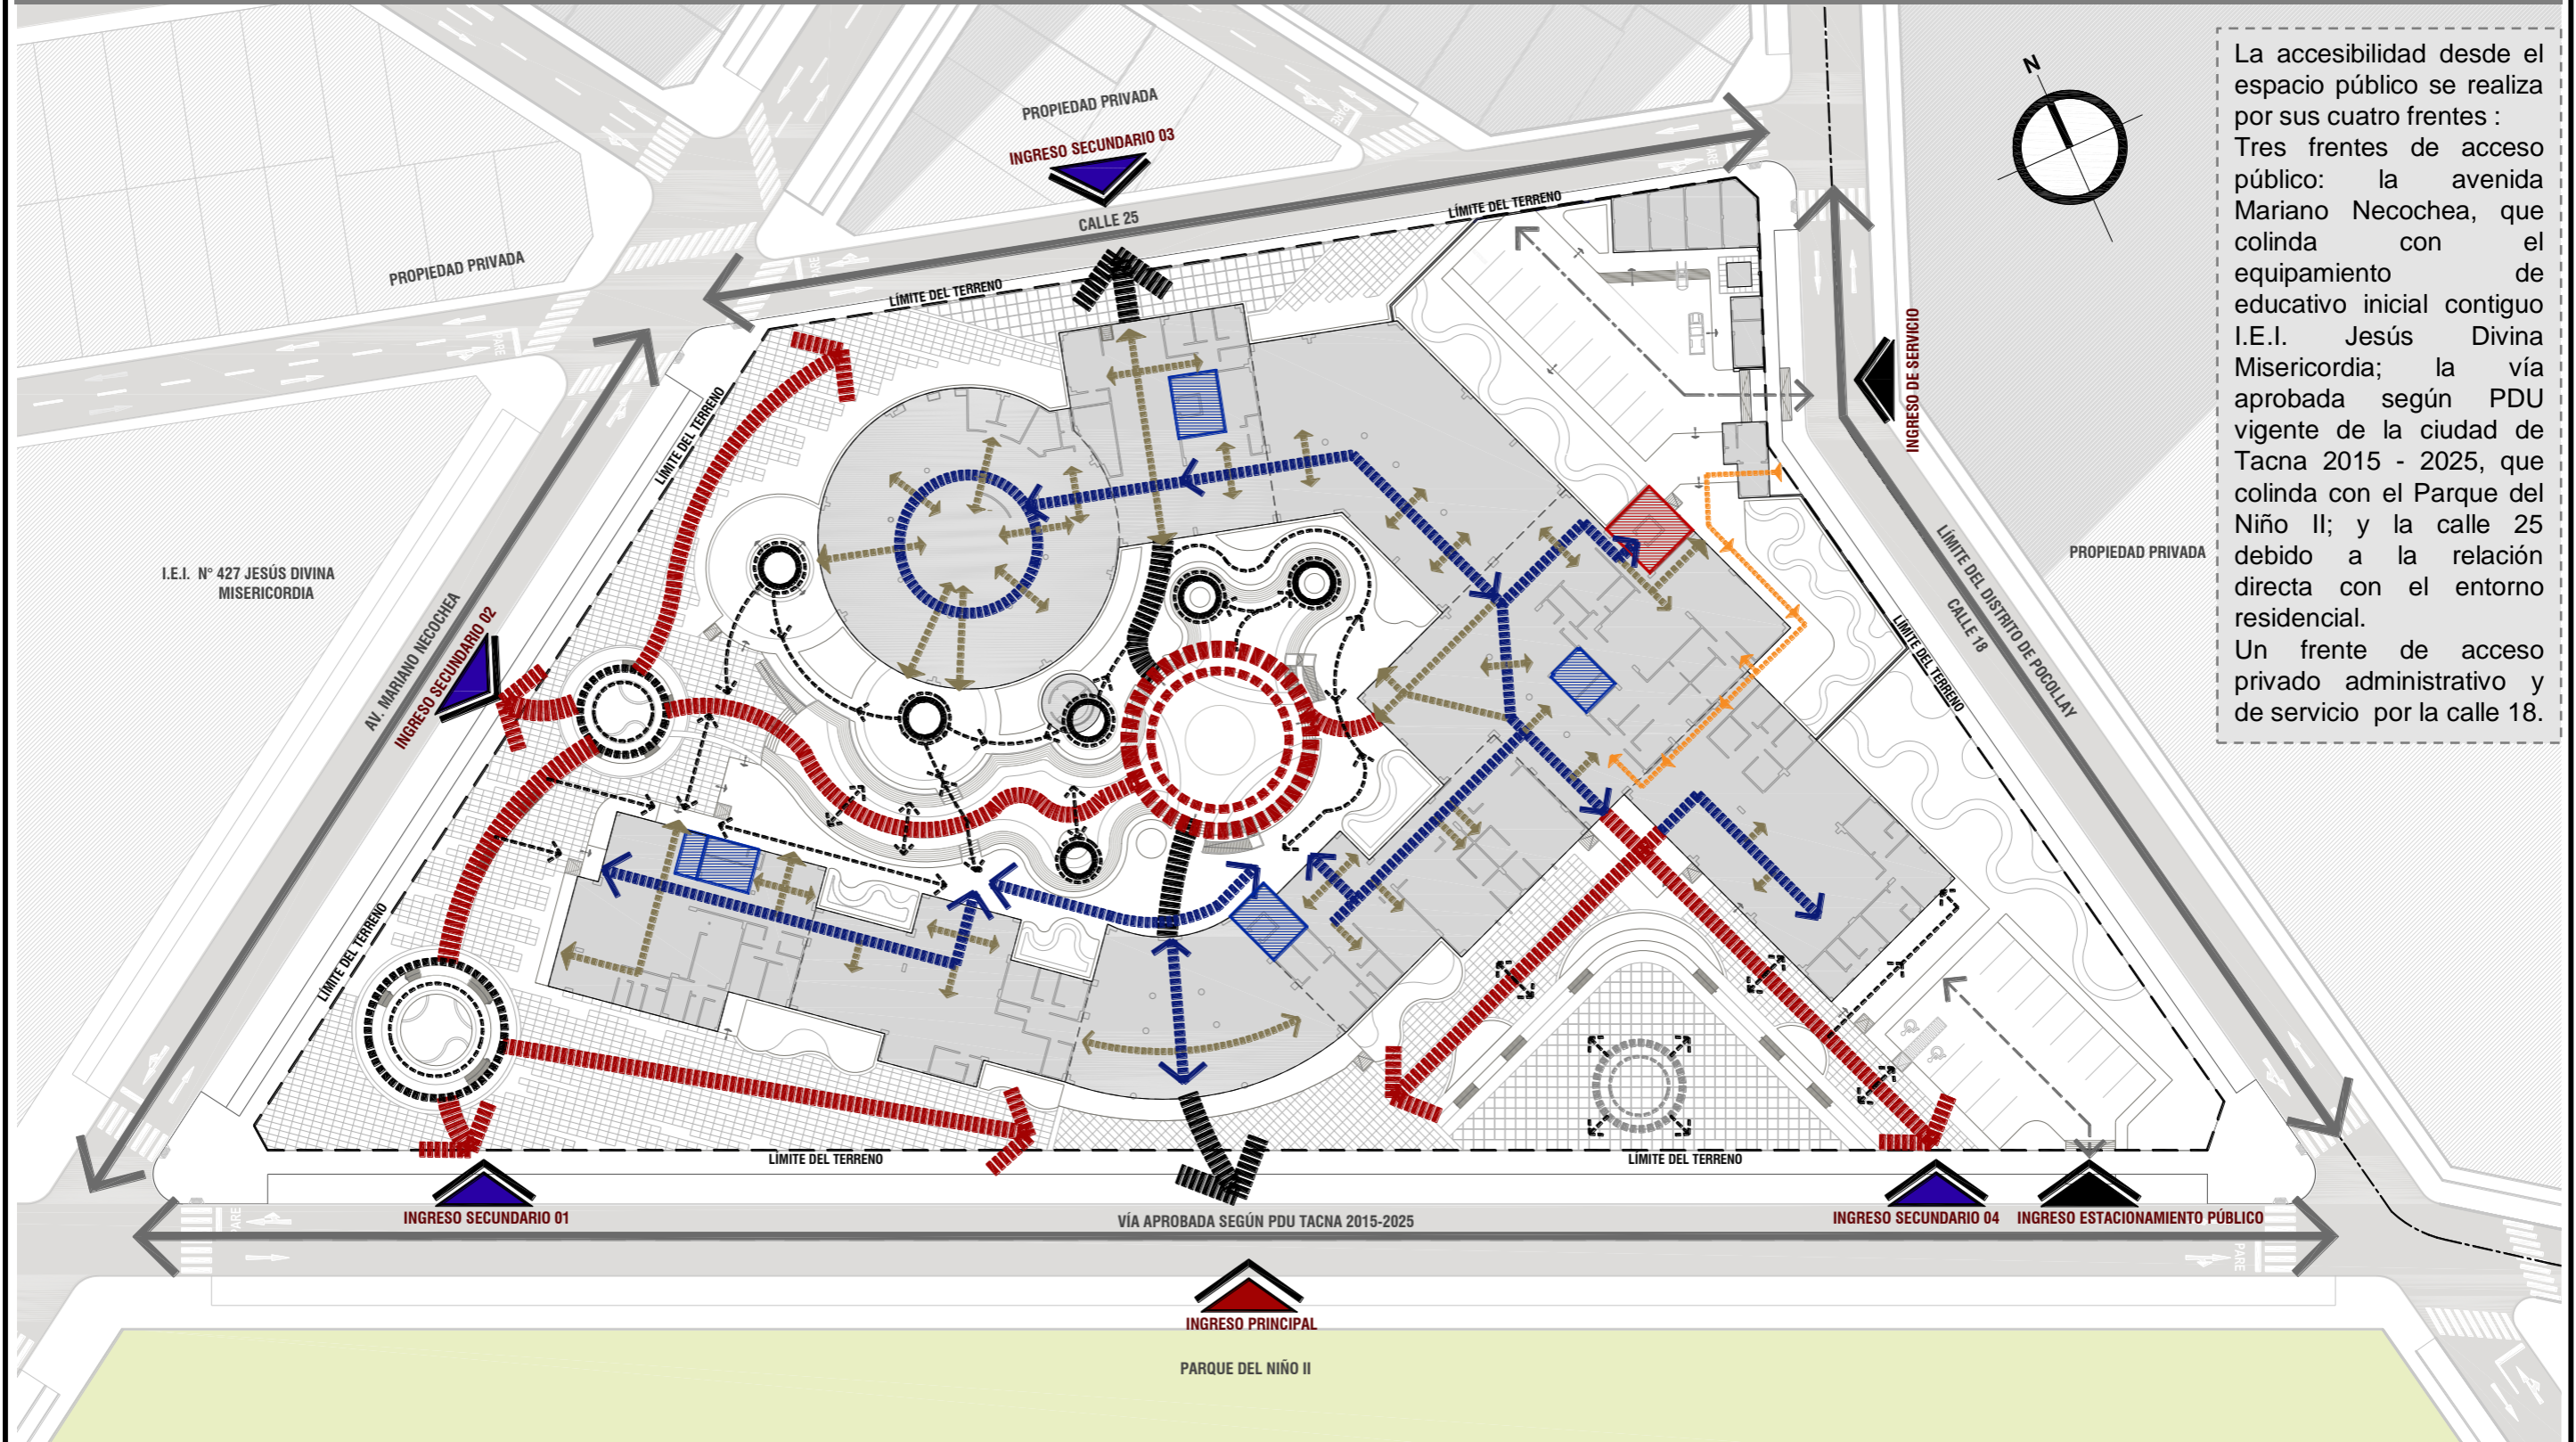 La accesibilidad desde el
espacio público se realiza
por sus cuatro frentes :
Tres frentes de acceso
público: la avenida
Mariano Necochea, que
colinda con el
equipamiento de
educativo inicial contiguo
I.E.I. Jesús Divina
Misericordia; la vía
aprobada según PDU
vigente de la ciudad de
Tacna 2015 - 2025, que
colinda con el Parque del
Niño II; y la calle 25
debido a la relación
directa con el entorno
residencial.
Un frente de acceso
privado administrativo y
de servicio por la calle 18.
N
PROPIEDAD PRIVADA
INGRESO SECUNDARIO 03
CALLE 25
LÍMITE DEL TERRENO
LÍMITE DEL TERRENO
PROPIEDAD PRIVADA
PARE
PARE
PARE
PARE
INGRESO DE SERVICIO
LÍMITE DEL TERRENO
I.E.I. N° 427 JESÚS DIVINA
MISERICORDIA
AV. MARIANO NECOCHEA
INGRESO SECUNDARIO 02
PROPIEDAD PRIVADA
LÍMITE DEL DISTRITO DE POCOLLAY
CALLE 18
LÍMITE DEL TERRENO
LÍMITE DEL TERRENO
LÍMITE DEL TERRENO
LÍMITE DEL TERRENO
INGRESO SECUNDARIO 01
VÍA APROBADA SEGÚN PDU TACNA 2015-2025
INGRESO SECUNDARIO 04
INGRESO ESTACIONAMIENTO PÚBLICO
PARE
PARE
INGRESO PRINCIPAL
PARQUE DEL NIÑO II